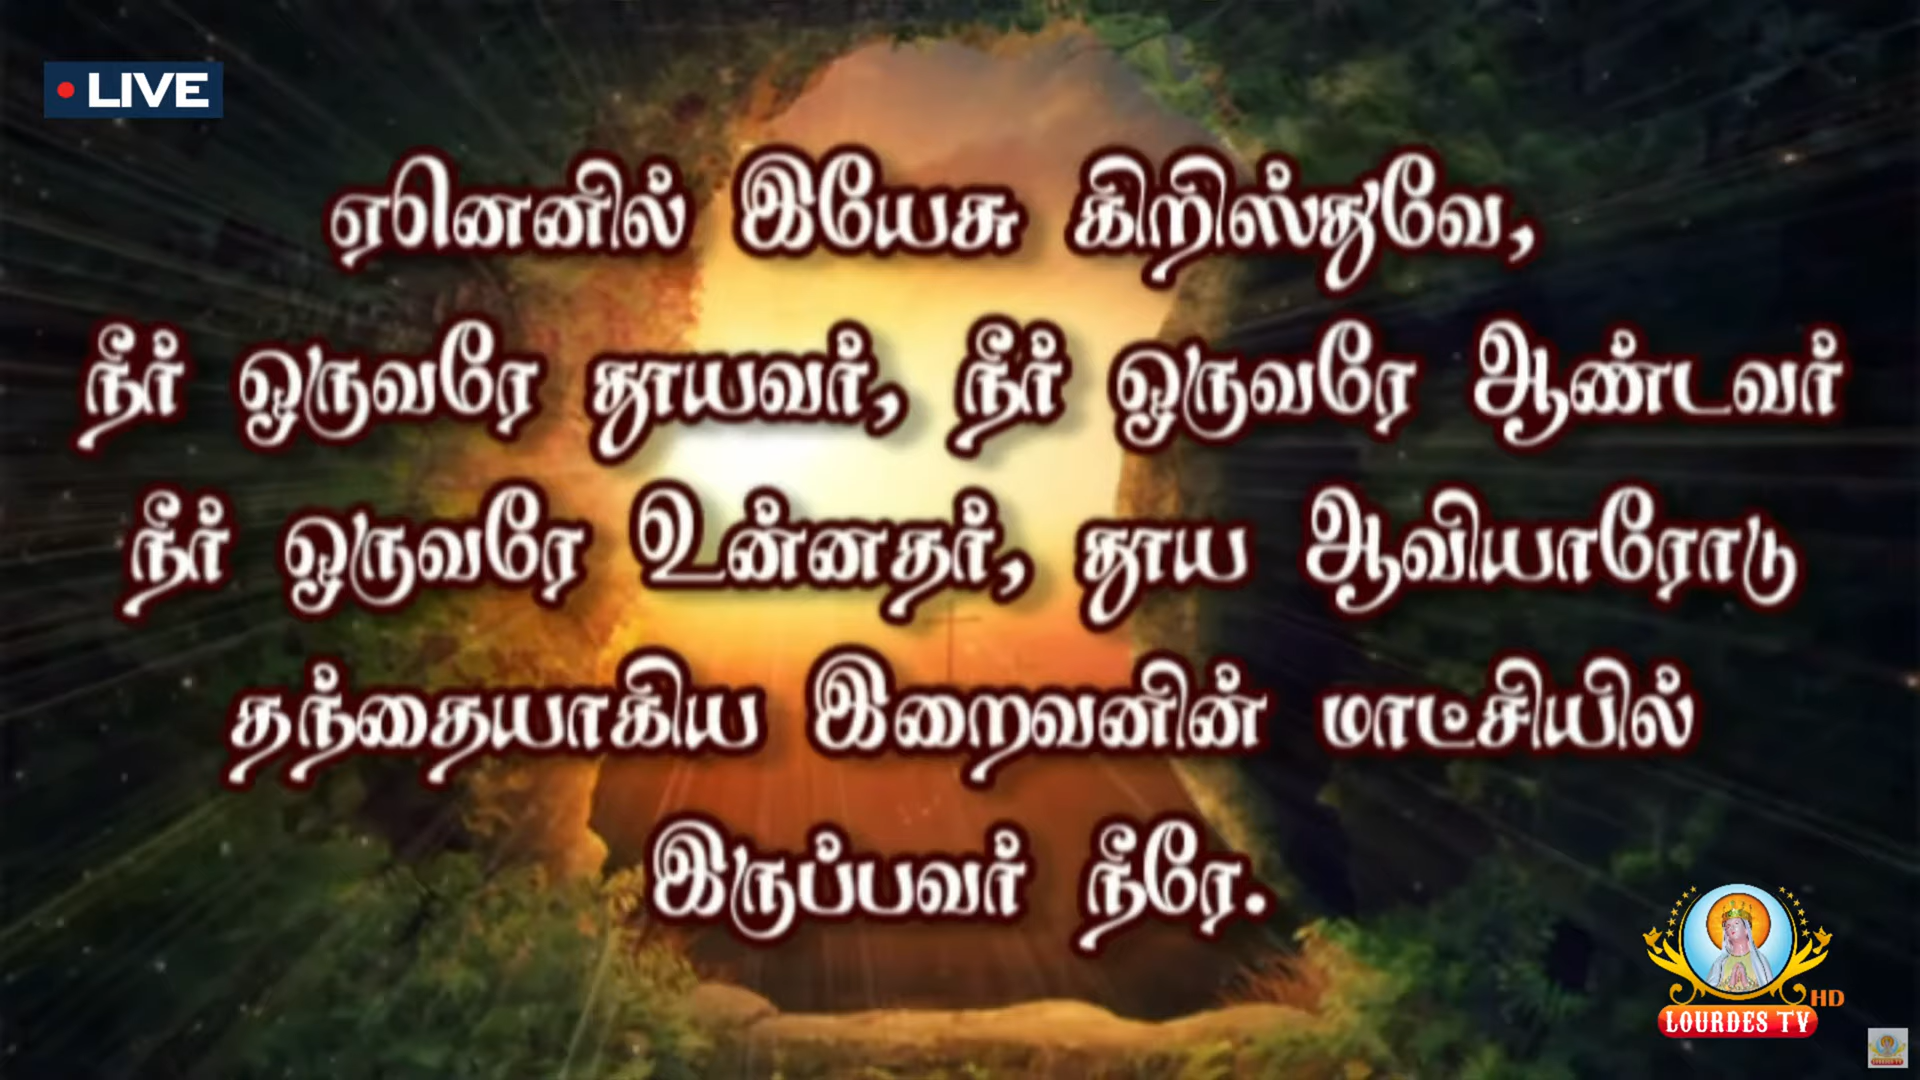 LIVE
ஏனெனில் இயேசு கிறிஸ்துவே,
நீர் ஒருவரே தூயவர், நீர் ஒருவரே ஆண்டவர்
நீர் ஒருவரே உன்னதர், தூய ஆவியாரோடு
தந்தையாகிய இறைவனின் மாட்சியில்
இருப்பவர் நீரே.
HD
LOURDES TV